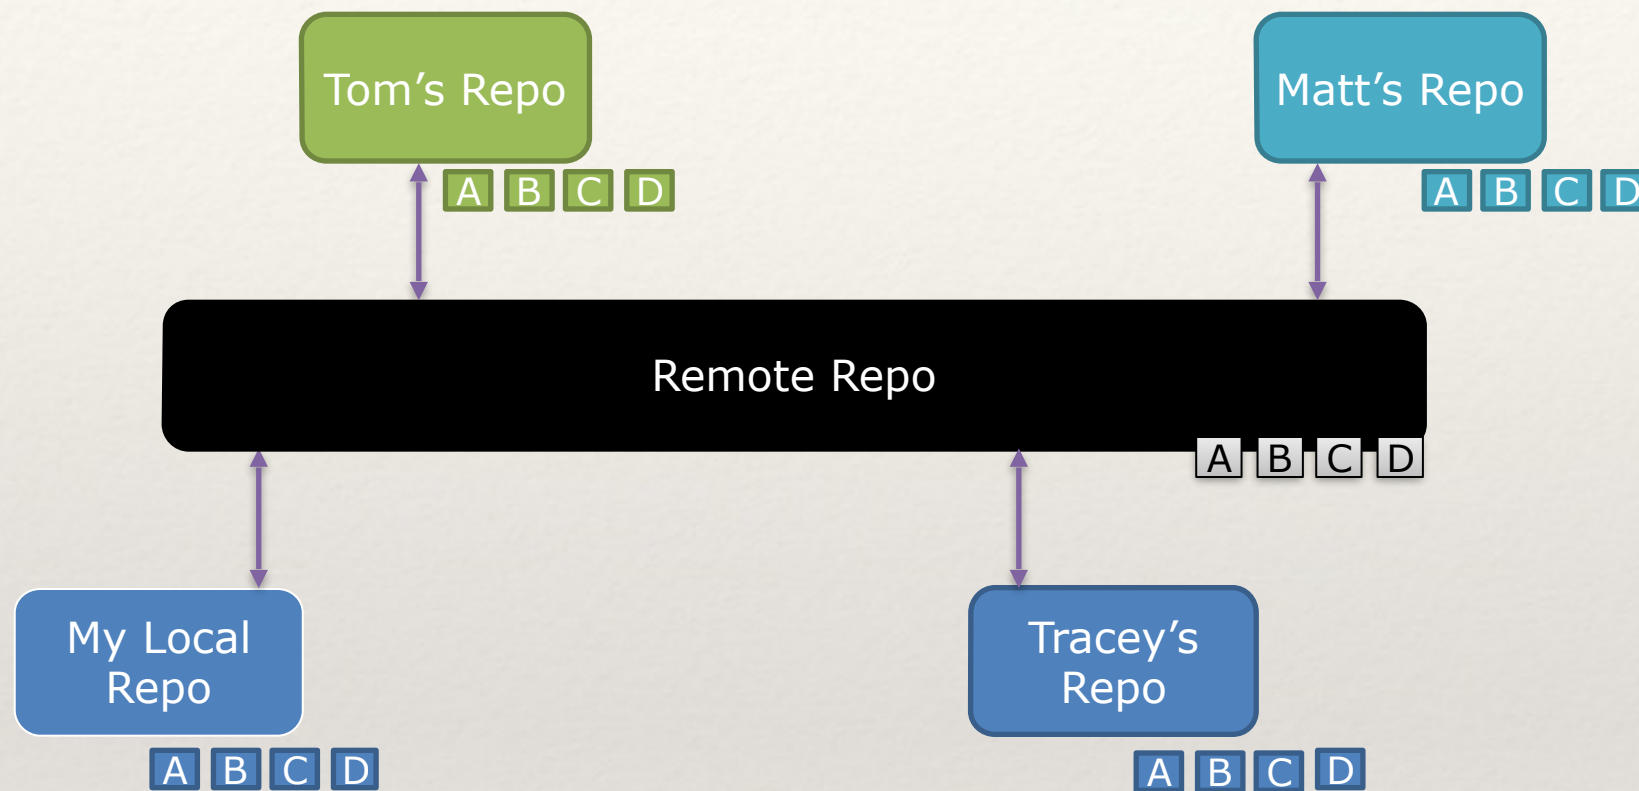 Tom’s Repo
Matt’s Repo
A B C D
A B C D
Remote Repo
A B C D
My Local
Repo
Tracey’s
Repo
A B C D
A B C D